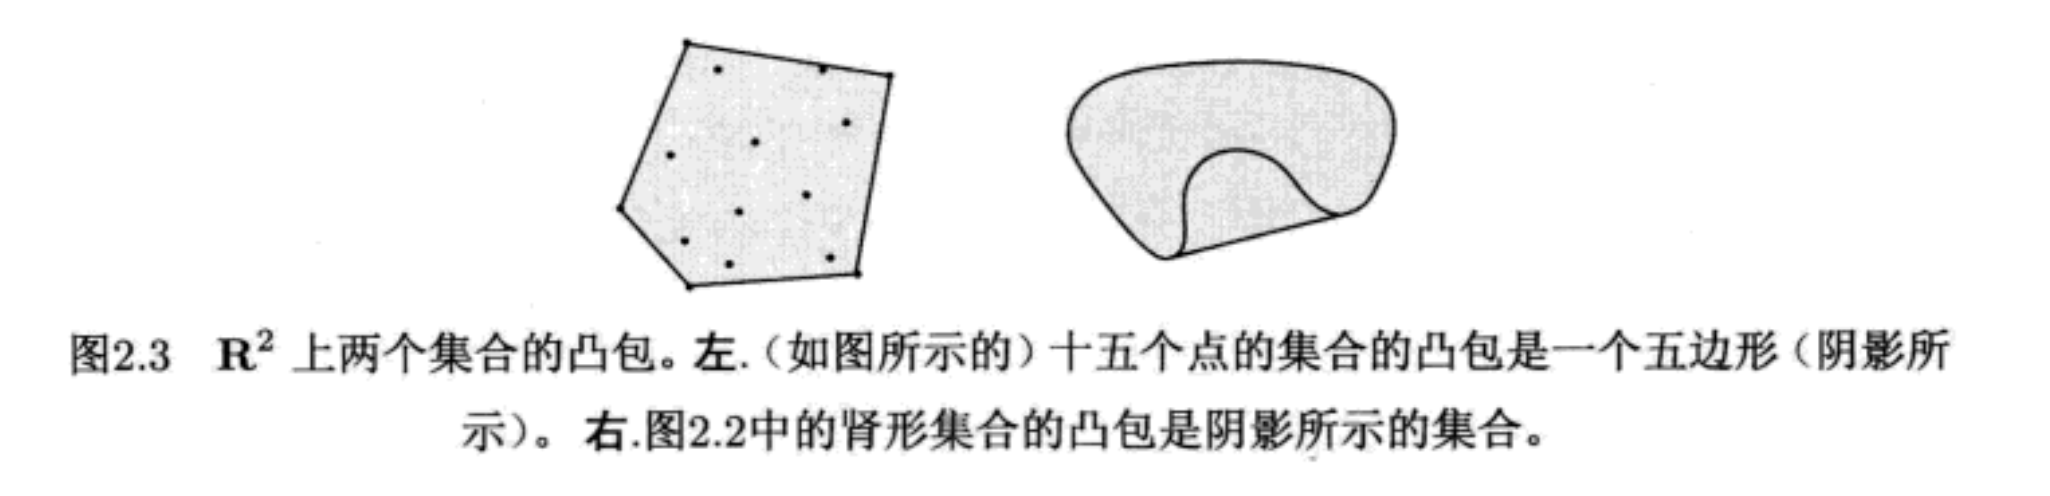 图2.3 R² 上两个集合的凸包。左.（如图所示的）十五个点的集合的凸包是一个五边形（阴影所
示）。 右.图2.2中的肾形集合的凸包是阴影所示的集合。